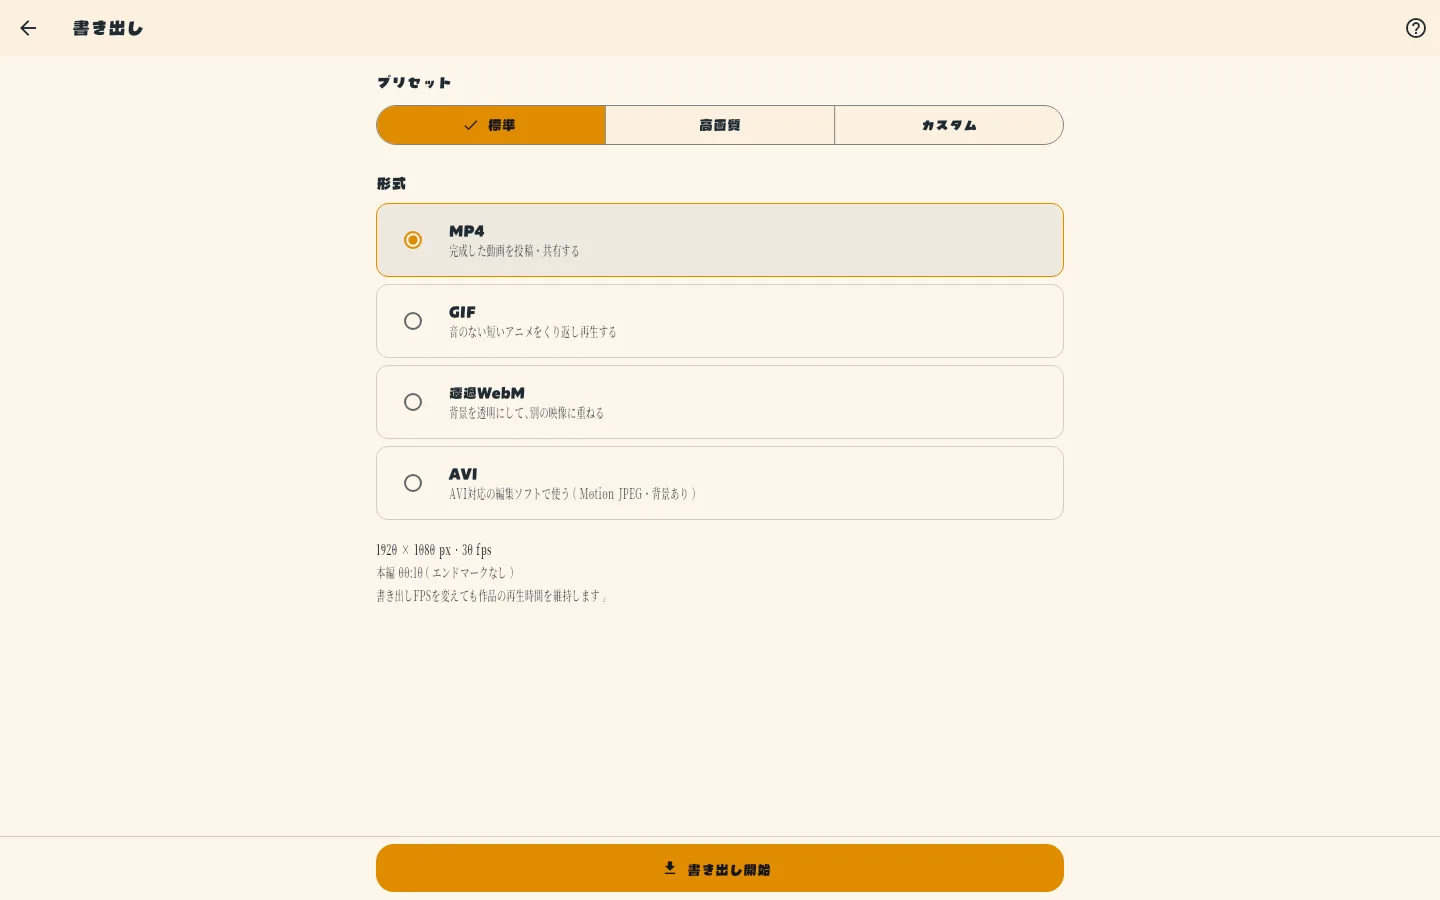 書き出し
プリセット
標準
高画質
カスタム
形式
MP4
完成した動画を投稿・共有する
GIF
音のない短いアニメをくり返し再生する
透過WebM
背景を透明にして、別の映像に重ねる
AVI
AVI対応の編集ソフトで使う（Motion JPEG・背景あり）
1920 × 1080 px・30 fps
本編 00:10（エンドマークなし）
書き出しFPSを変えても作品の再生時間を維持します。
書き出し開始